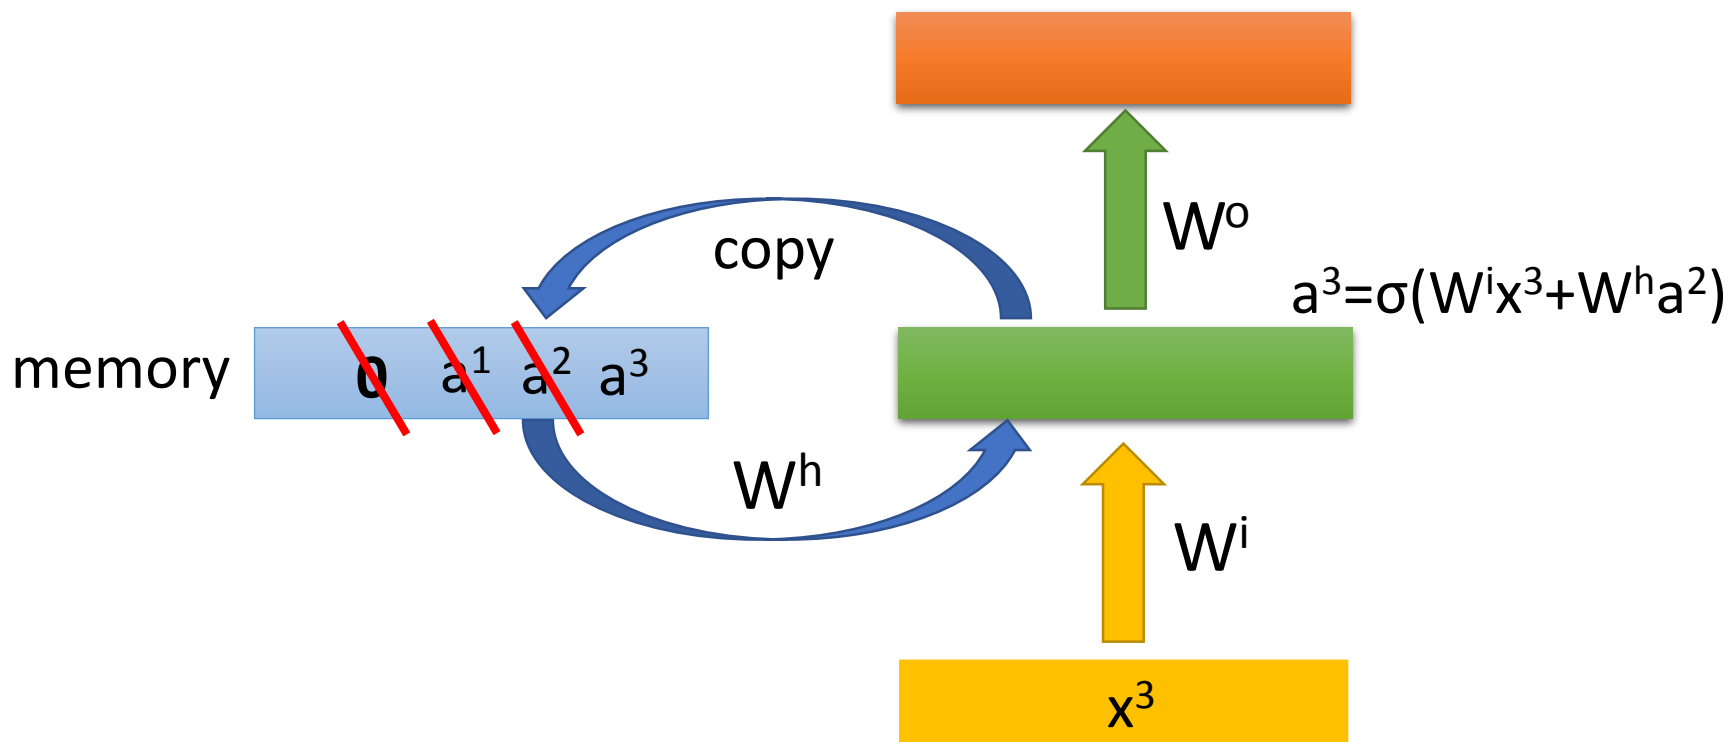 Wᵒ
copy
a³=σ(Wⁱx³+Wʰa²)
memory
0 a¹ a² a³
Wʰ
Wⁱ
x³